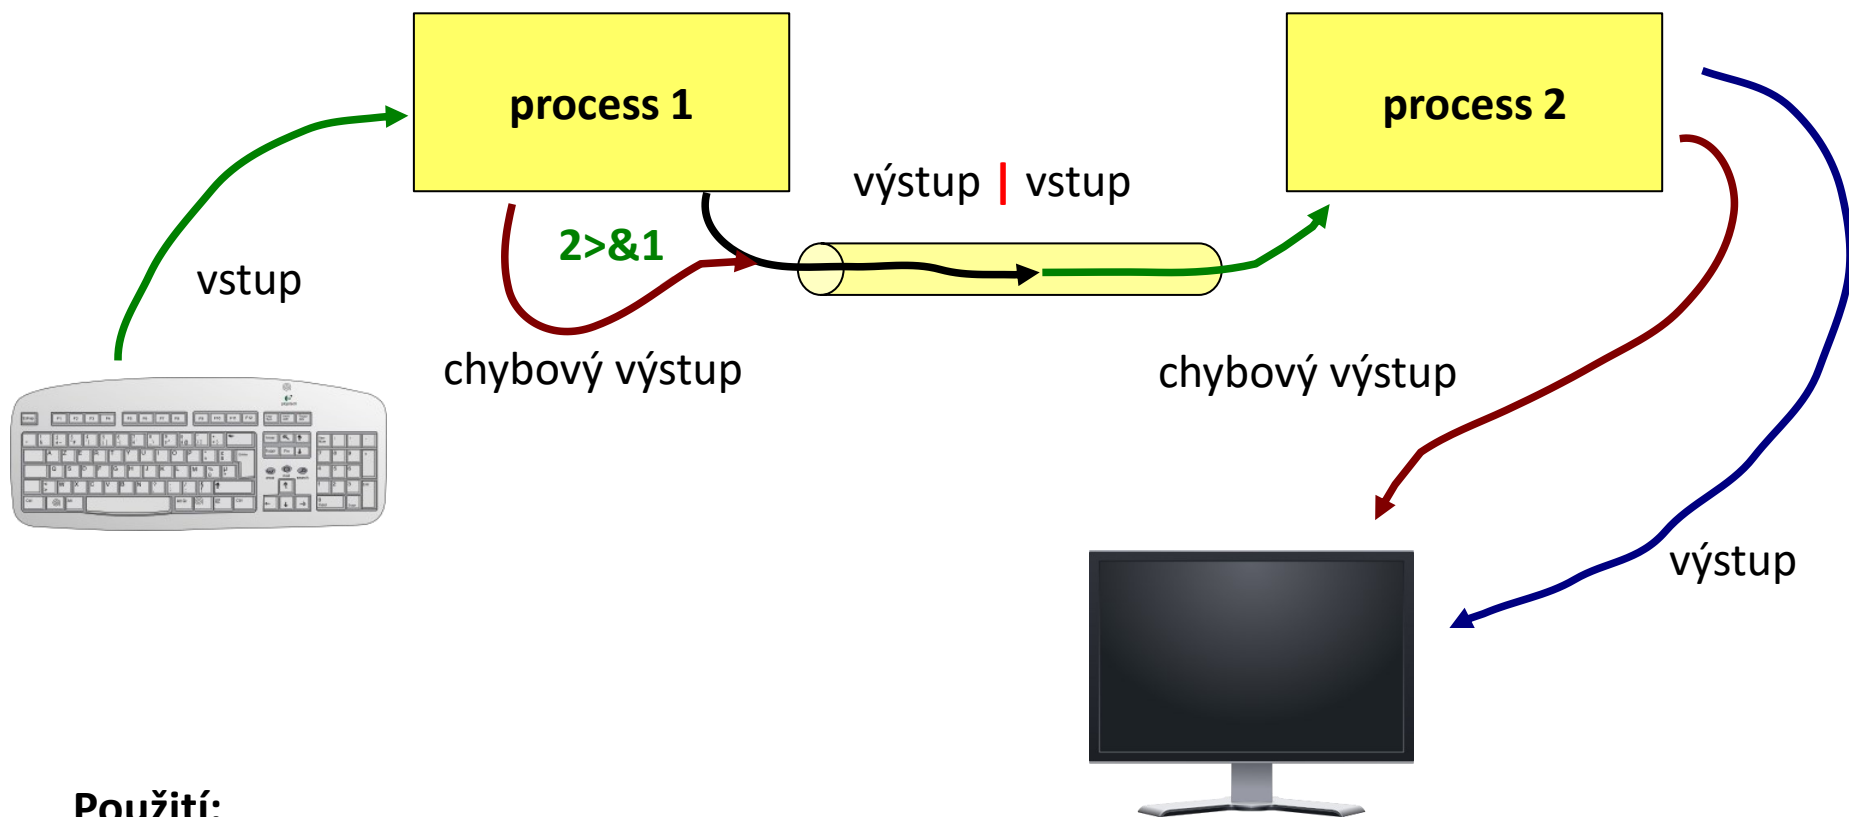 process 1
process 2
výstup | vstup
2>&1
vstup
chybový výstup
chybový výstup
výstup
Použití: